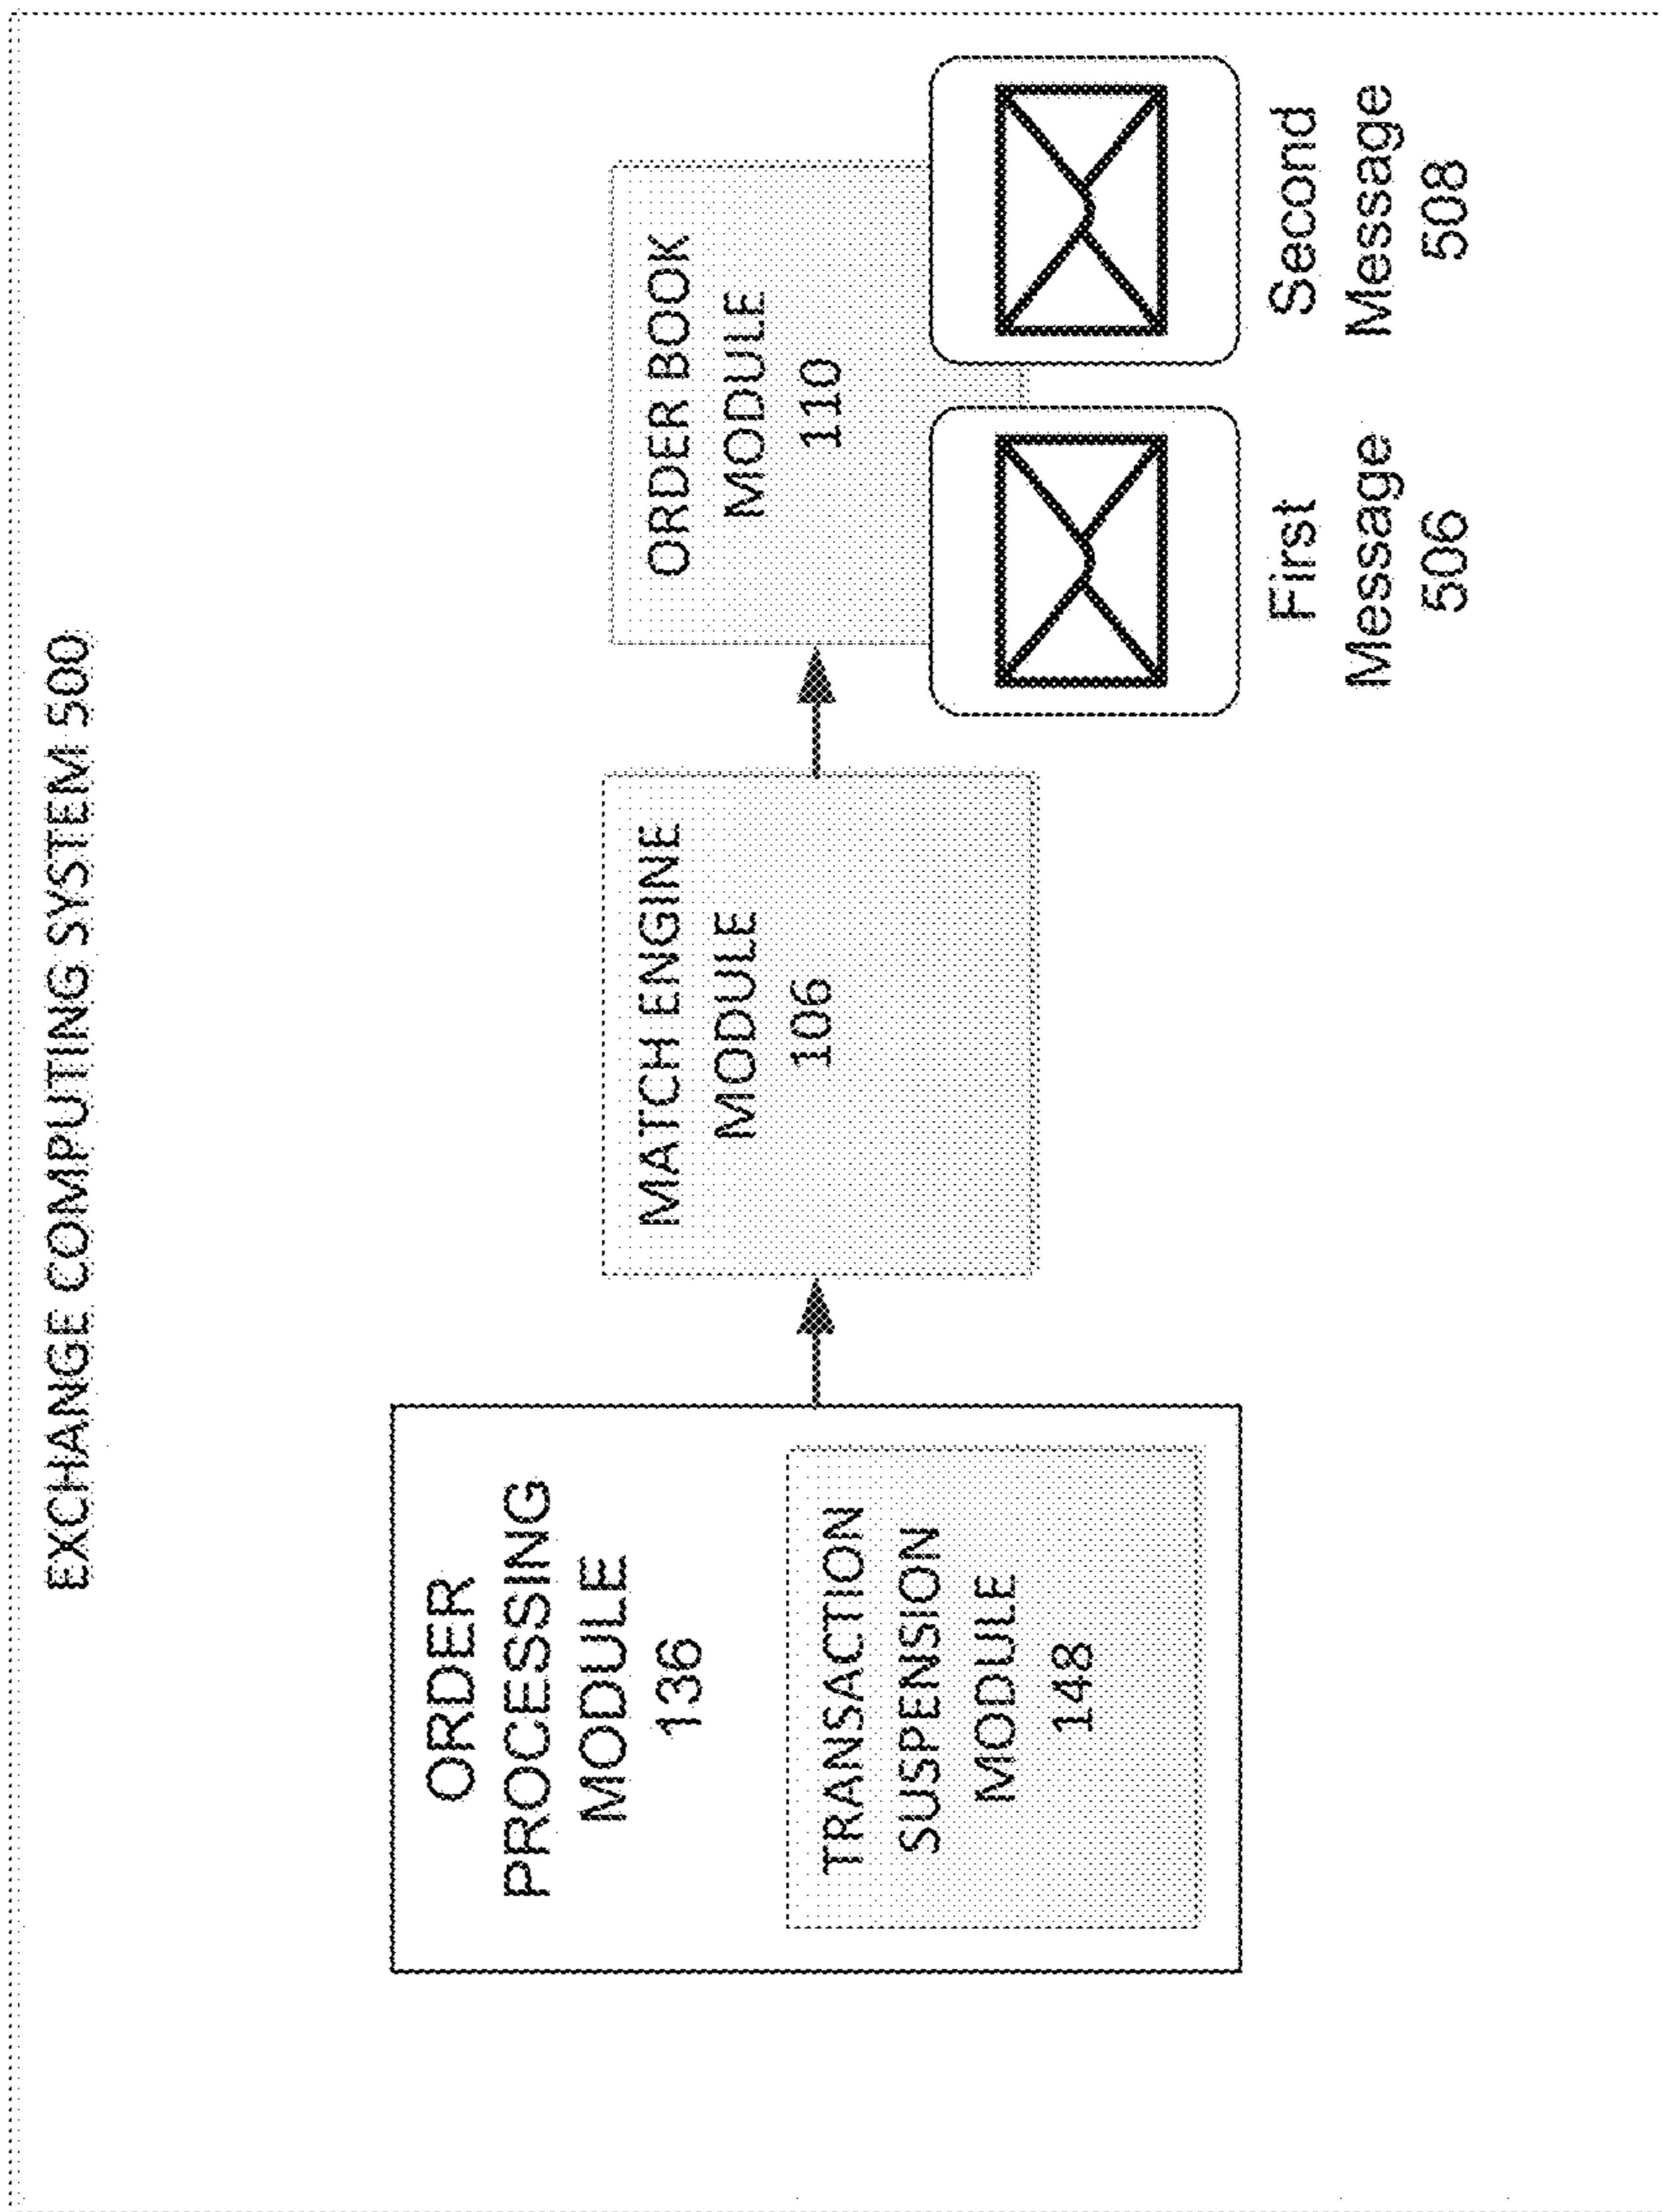 EXCHANGE COMPUTING SYSTEM 500
ORDER
PROCESSING
MODULE
136
TRANSACTION
SUSPENSION
MODULE
148
MATCH ENGINE
MODULE
106
ORDER BOOK
MODULE
110
First
Message
506
Second
Message
508